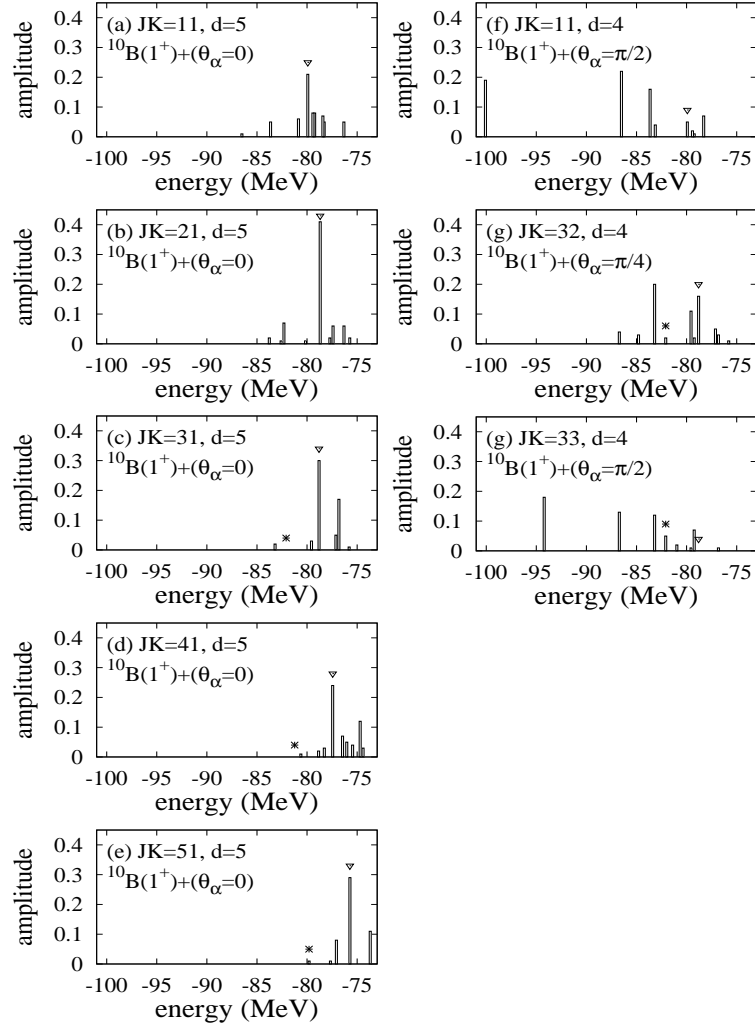 (a) JK=11, d=5
¹⁰B(1⁺)+(θ_α=0)
amplitude
0.4
0.3
0.2
0.1
0
-100 -95 -90 -85 -80 -75
energy (MeV)
(f) JK=11, d=4
¹⁰B(1⁺)+(θ_α=π/2)
amplitude
0.4
0.3
0.2
0.1
0
-100 -95 -90 -85 -80 -75
energy (MeV)
(b) JK=21, d=5
¹⁰B(1⁺)+(θ_α=0)
amplitude
0.4
0.3
0.2
0.1
0
-100 -95 -90 -85 -80 -75
energy (MeV)
(g) JK=32, d=4
¹⁰B(1⁺)+(θ_α=π/4)
amplitude
0.4
0.3
0.2
0.1
0
-100 -95 -90 -85 -80 -75
energy (MeV)
(c) JK=31, d=5
¹⁰B(1⁺)+(θ_α=0)
amplitude
0.4
0.3
0.2
0.1
0
-100 -95 -90 -85 -80 -75
energy (MeV)
(g) JK=33, d=4
¹⁰B(1⁺)+(θ_α=π/2)
amplitude
0.4
0.3
0.2
0.1
0
-100 -95 -90 -85 -80 -75
energy (MeV)
(d) JK=41, d=5
¹⁰B(1⁺)+(θ_α=0)
amplitude
0.4
0.3
0.2
0.1
0
-100 -95 -90 -85 -80 -75
energy (MeV)
(e) JK=51, d=5
¹⁰B(1⁺)+(θ_α=0)
amplitude
0.4
0.3
0.2
0.1
0
-100 -95 -90 -85 -80 -75
energy (MeV)